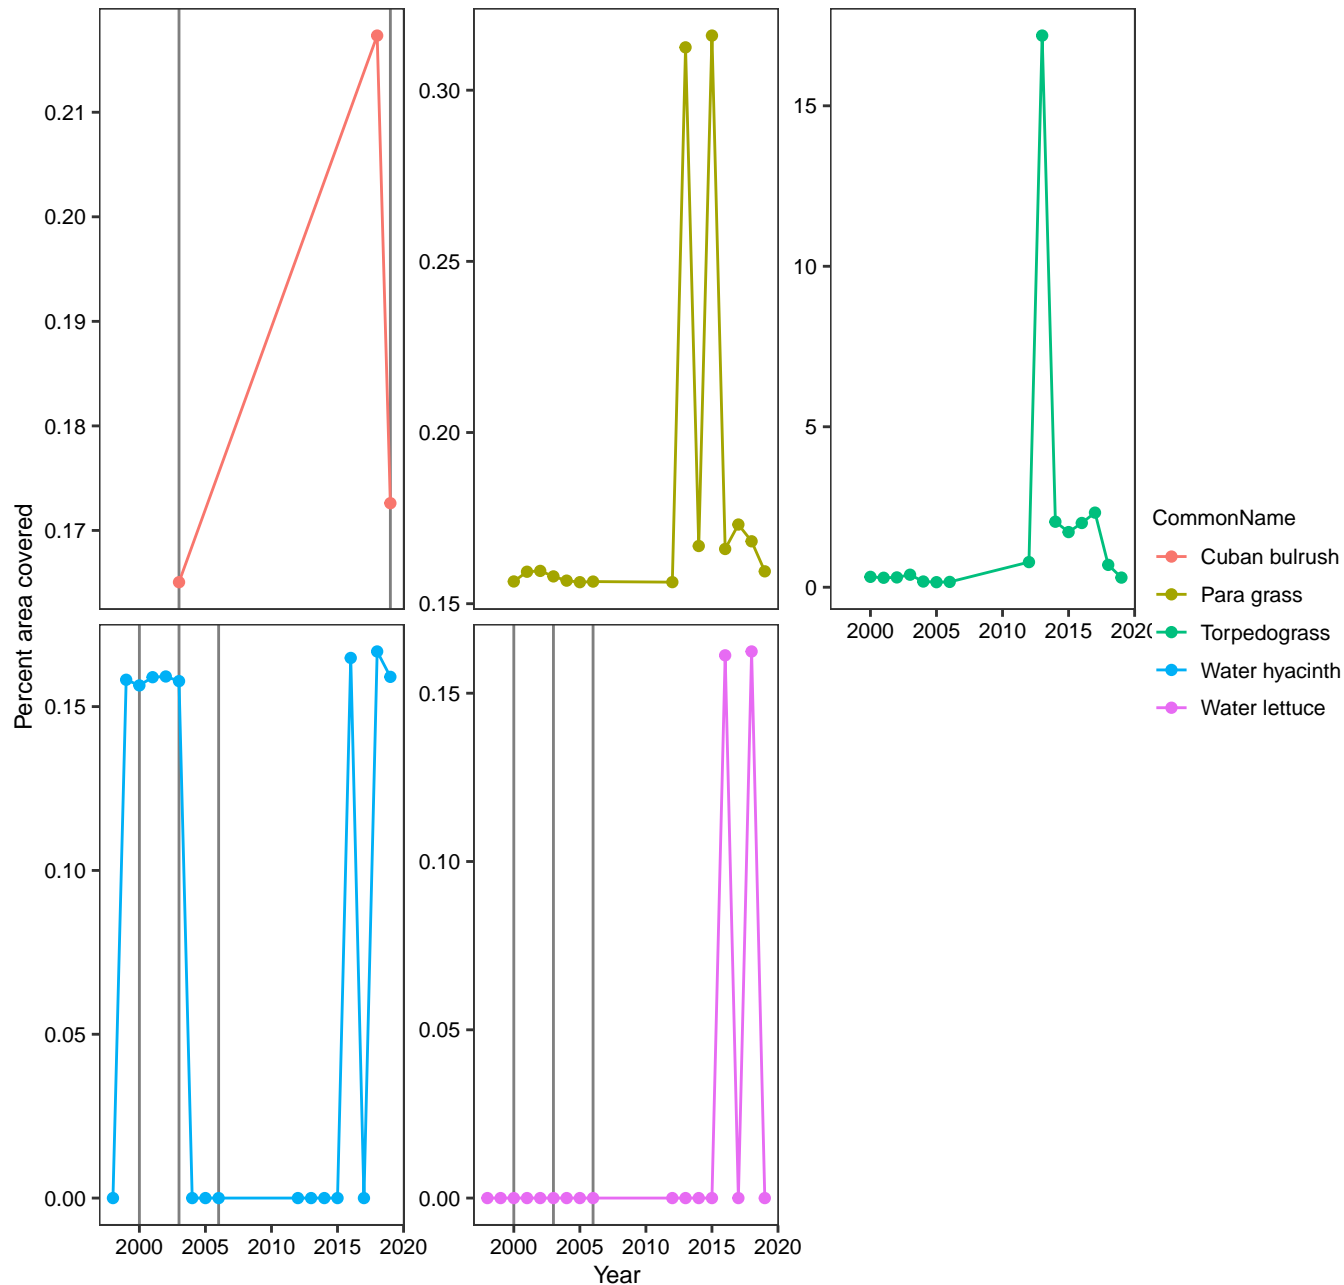 0.21
0.20
0.19
0.18
0.17
0.30
0.25
0.20
0.15
15
10
5
0
2000 2005 2010 2015 2020
Percent area covered
0.15
0.10
0.05
0.00
2000 2005 2010 2015 2020
0.15
0.10
0.05
0.00
2000 2005 2010 2015 2020
Year
CommonName
Cuban bulrush
Para grass
Torpedograss
Water hyacinth
Water lettuce